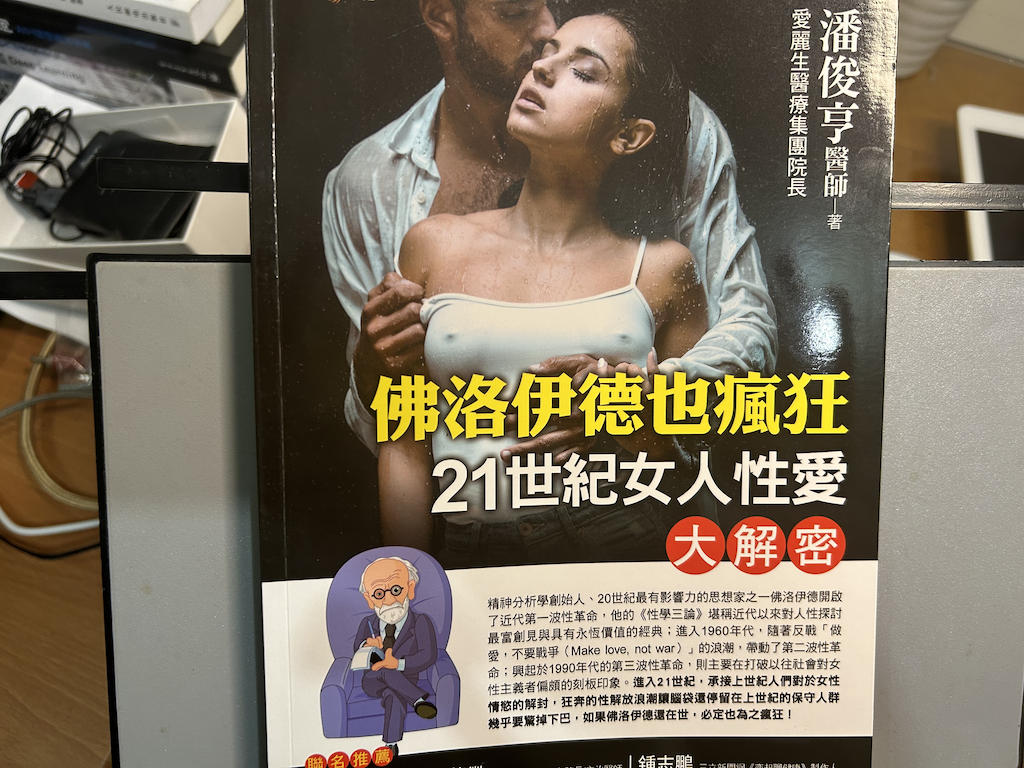 潘俊亨醫師—著
愛麗生醫療集團院長
佛洛伊德也瘋狂
21世紀女人性愛
大解密
精神分析學創始人、20世紀最有影響力的思想家之一佛洛伊德開啟
了近代第一波性革命，他的《性學三論》堪稱近代以來對人性探討
最富創見與具有永恆價值的經典；進入1960年代，隨著反戰「做
愛，不要戰爭（Make love, not war）」的浪潮，帶動了第二波性革
命；興起於1990年代的第三波性革命，則主要在打破以往社會對女
性主義者偏頗的刻板印象。進入21世紀，承接上世紀人們對於女性
情慾的解封，狂奔的性解放浪潮讓腦袋還停留在上世紀的保守人群
幾乎要驚掉下巴，如果佛洛伊德還在世，必定也為之瘋狂！
聯名推薦
鍾志鵬